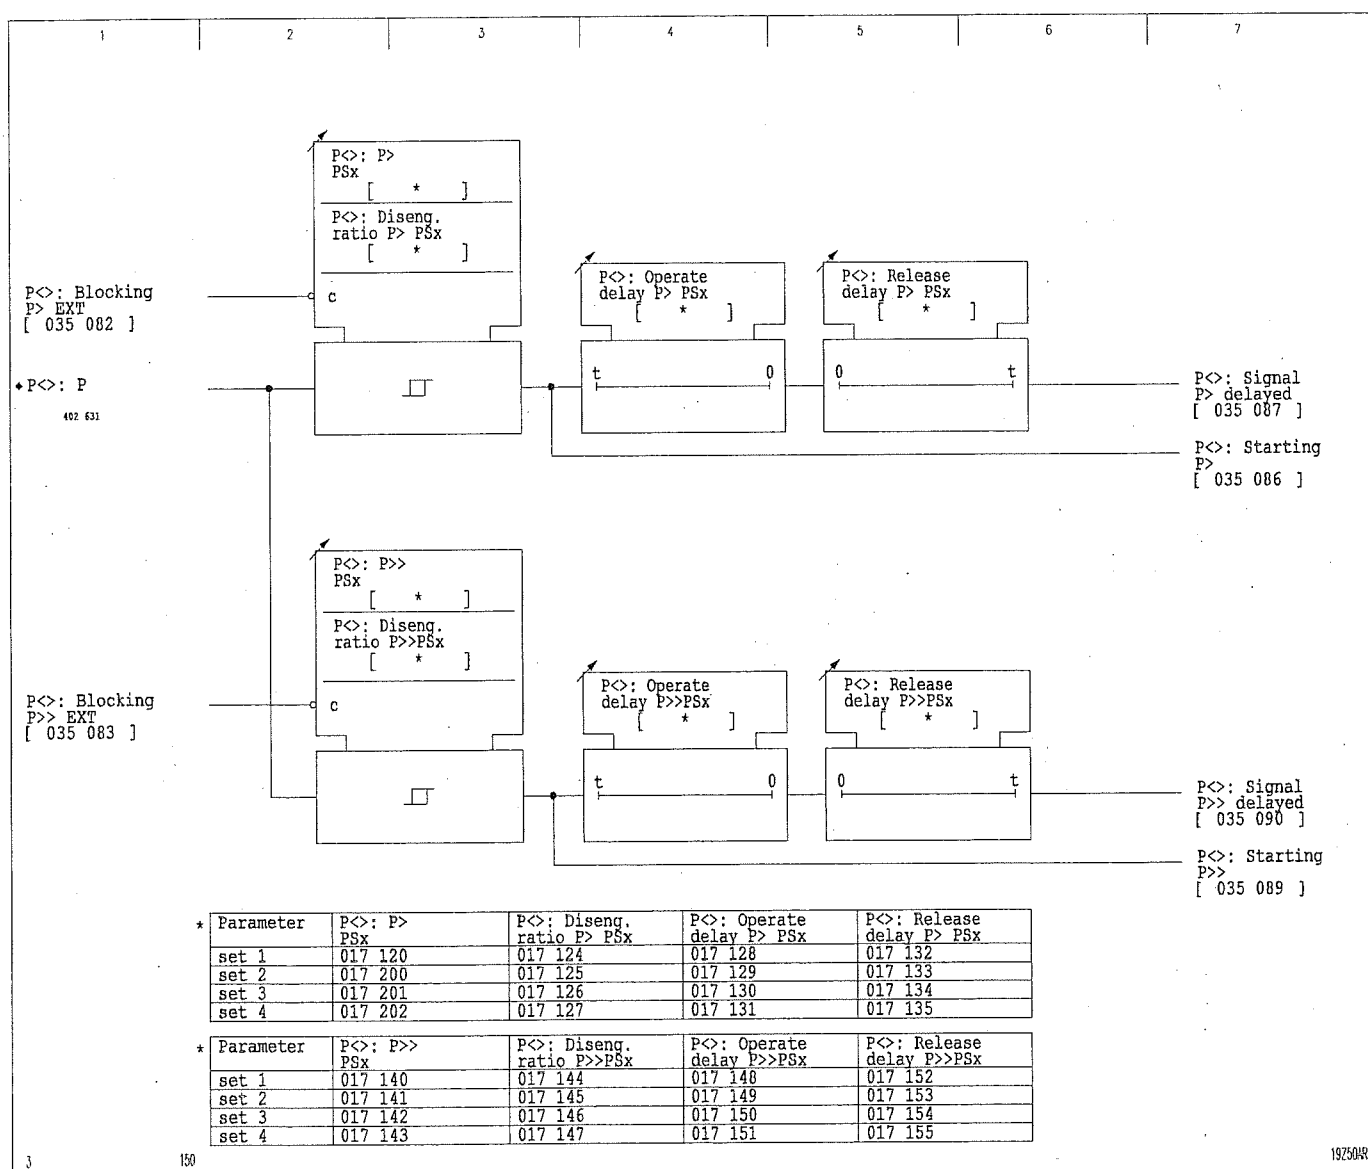 1 2 3 4 5 6 7
P<>: P>
PSx
[ * ]
P<>: Diseng.
ratio P> PSx
[ * ]
P<>: Blocking
P> EXT
[ 035 082 ]
c
P<>: Operate
delay P> PSx
[ * ]
P<>: Release
delay P> PSx
[ * ]
P<>: P
402 631
t 0
0 t
P<>: Signal
P> delayed
[ 035 087 ]
P<>: Starting
P>
[ 035 086 ]
P<>: P>>
PSx
[ * ]
P<>: Diseng.
ratio P>>PSx
[ * ]
P<>: Blocking
P>> EXT
[ 035 083 ]
c
P<>: Operate
delay P>>PSx
[ * ]
P<>: Release
delay P>>PSx
[ * ]
t 0
0 t
P<>: Signal
P>> delayed
[ 035 090 ]
P<>: Starting
P>>
[ 035 089 ]
* Parameter P<>: P> P<>: Diseng. P<>: Operate P<>: Release
PSx ratio P> PSx delay P> PSx delay P> PSx
set 1 017 120 017 124 017 128 017 132
set 2 017 200 017 125 017 129 017 133
set 3 017 201 017 126 017 130 017 134
set 4 017 202 017 127 017 131 017 135
* Parameter P<>: P>> P<>: Diseng. P<>: Operate P<>: Release
PSx ratio P>>PSx delay P>>PSx delay P>>PSx
set 1 017 140 017 144 017 148 017 152
set 2 017 141 017 145 017 149 017 153
set 3 017 142 017 146 017 150 017 154
set 4 017 143 017 147 017 151 017 155
3 150